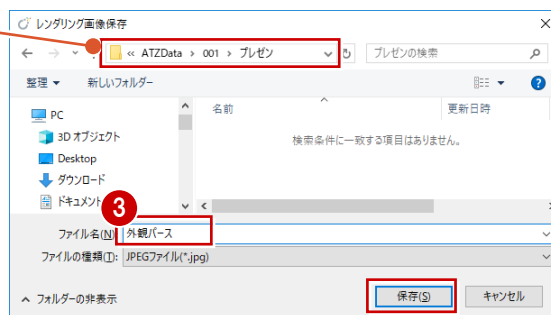 レンダリング画像保存
« ATZData › 001 › プレゼン
プレゼンの検索
整理 新しいフォルダー
名前 更新日時
検索条件に一致する項目はありません。
PC
3D オブジェクト
Desktop
ダウンロード
ドキュメント
3
ファイル名(N): 外観パース
ファイルの種類(T): JPEGファイル(*.jpg)
フォルダーの非表示
保存(S) キャンセル